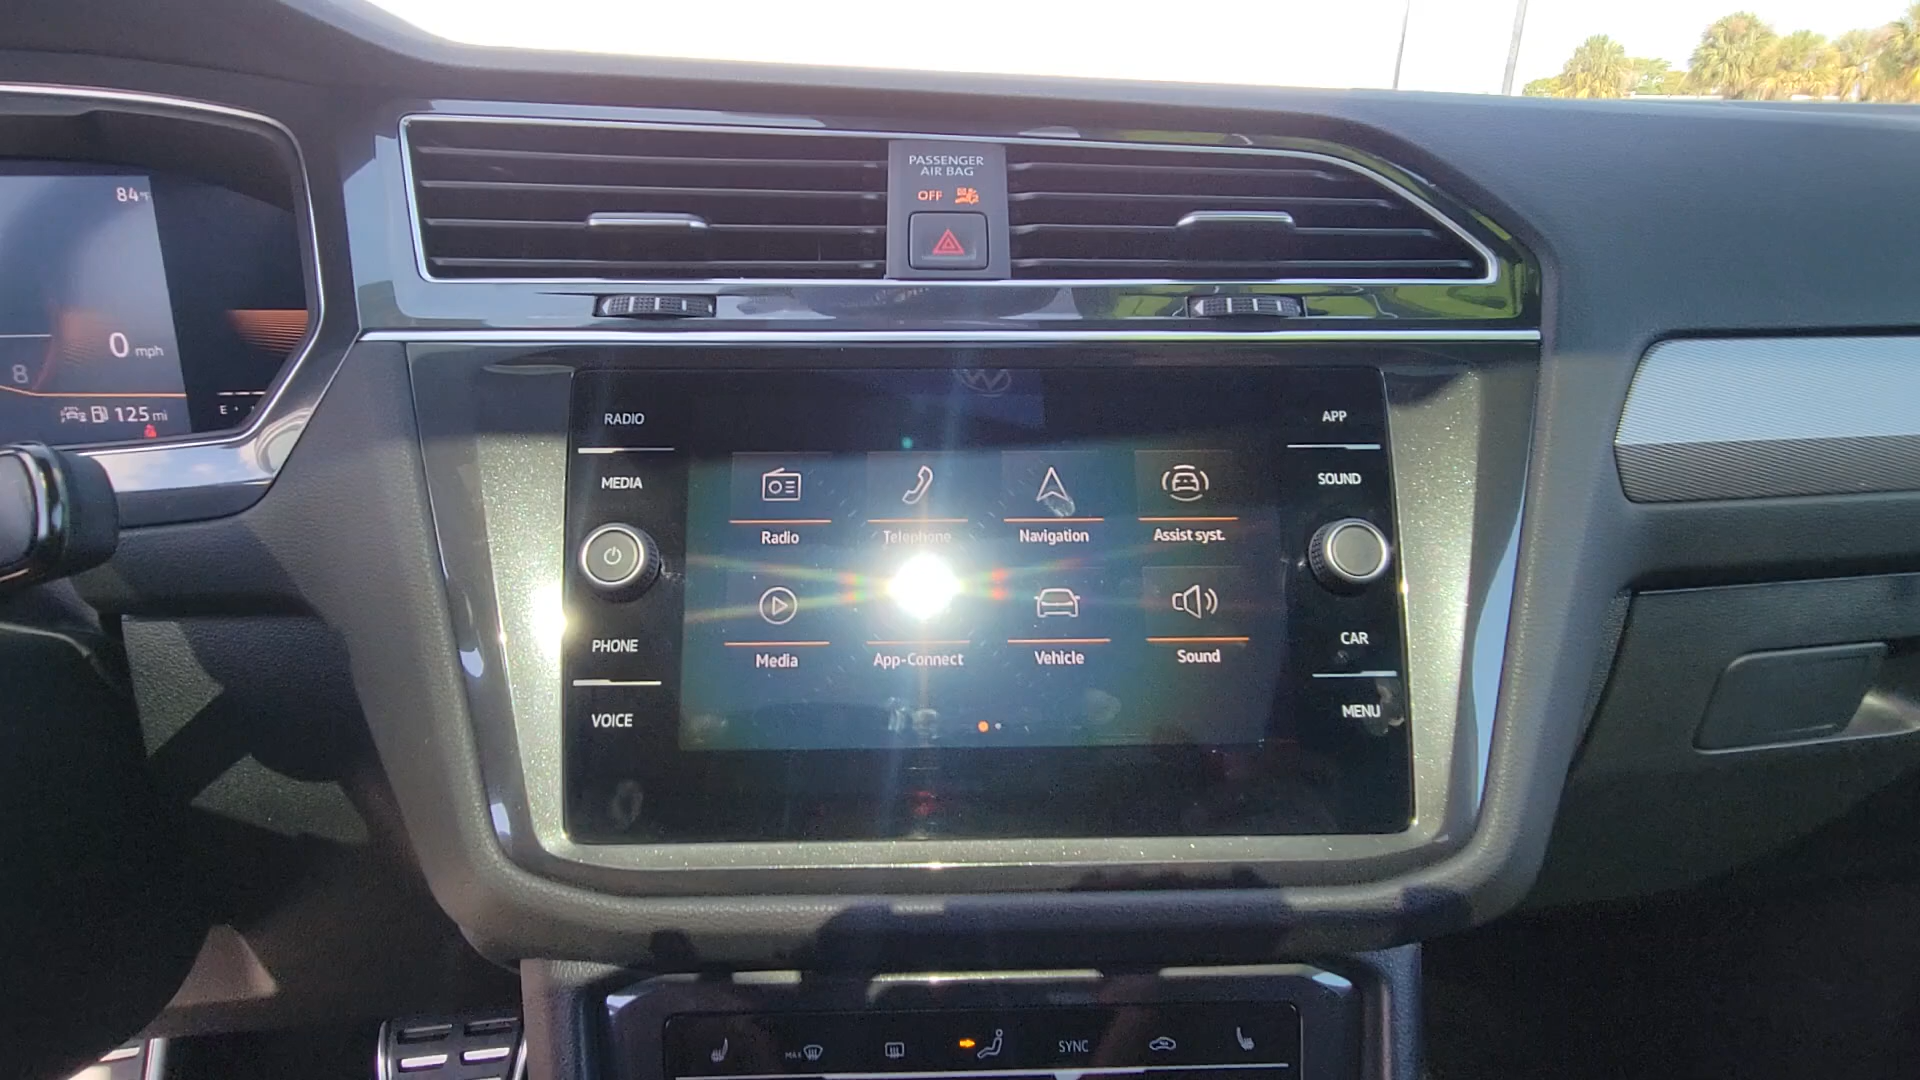 84°F
0 mph
8
125 mi
E
PASSENGER
AIR BAG
OFF
RADIO
MEDIA
PHONE
VOICE
Radio
Telephone
Navigation
Assist syst.
Media
App-Connect
Vehicle
Sound
APP
SOUND
CAR
MENU
MAX
SYNC